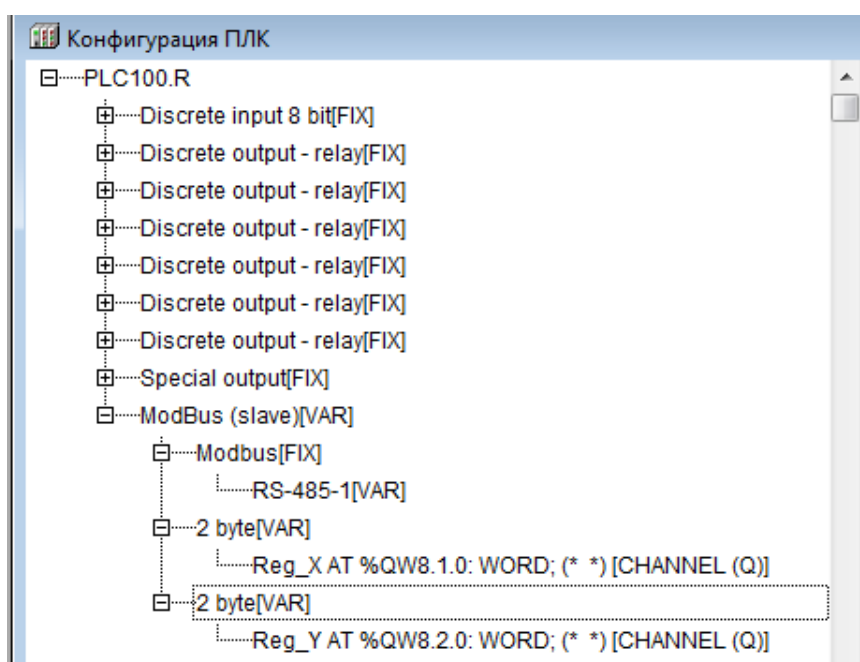 Конфигурация ПЛК
PLC100.R
Discrete input 8 bit[FIX]
Discrete output - relay[FIX]
Discrete output - relay[FIX]
Discrete output - relay[FIX]
Discrete output - relay[FIX]
Discrete output - relay[FIX]
Discrete output - relay[FIX]
Special output[FIX]
ModBus (slave)[VAR]
Modbus[FIX]
RS-485-1[VAR]
2 byte[VAR]
Reg_X AT %QW8.1.0: WORD; (* *) [CHANNEL (Q)]
2 byte[VAR]
Reg_Y AT %QW8.2.0: WORD; (* *) [CHANNEL (Q)]